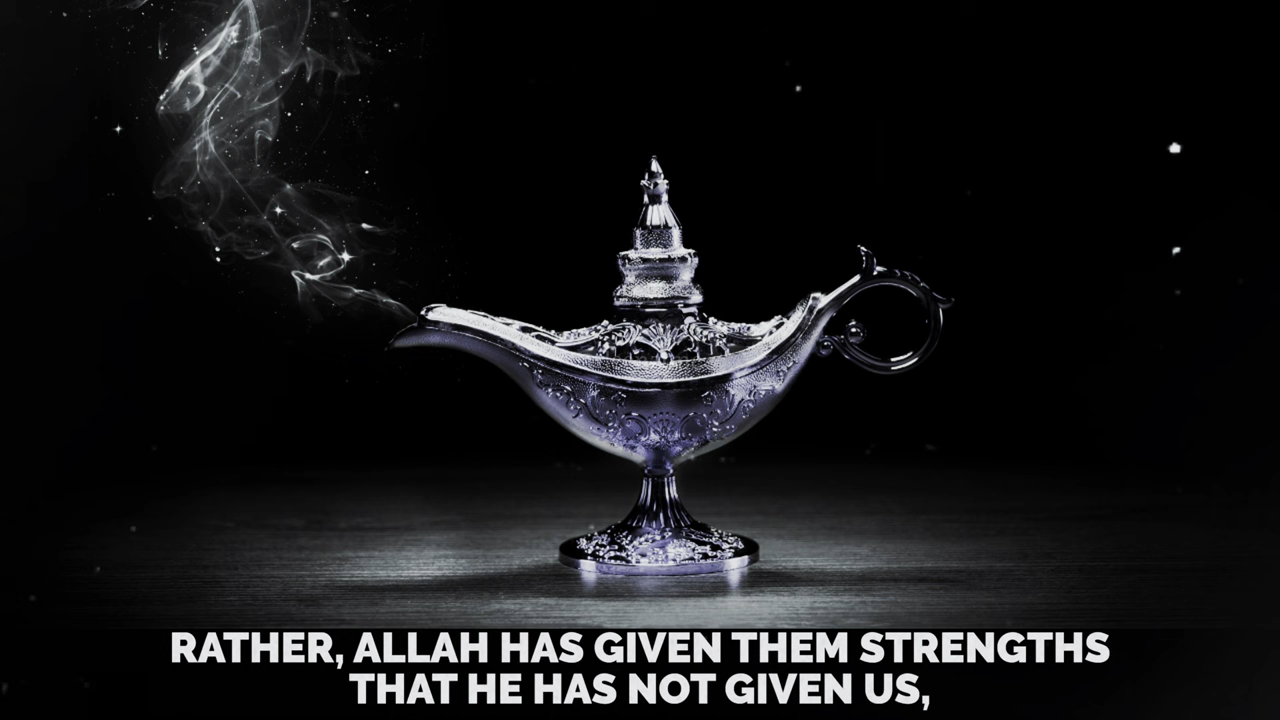 RATHER, ALLAH HAS GIVEN THEM STRENGTHS
THAT HE HAS NOT GIVEN US,